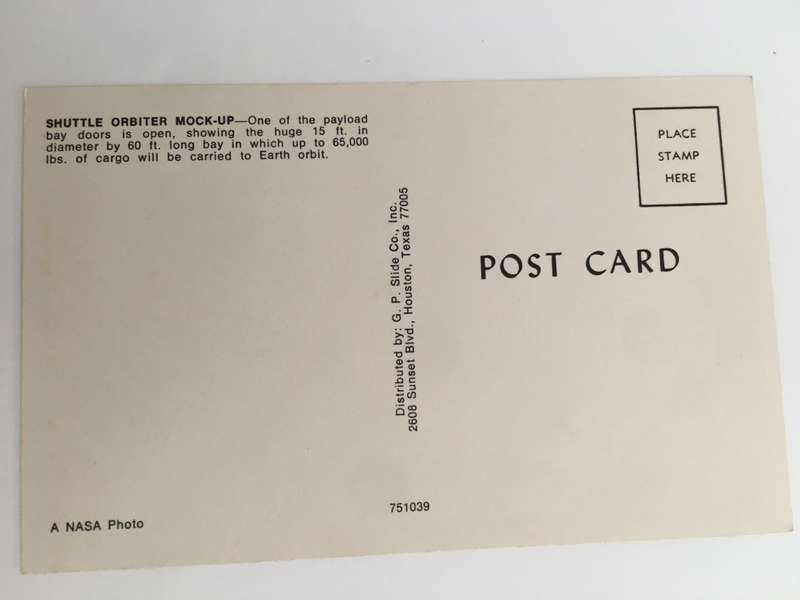 SHUTTLE ORBITER MOCK-UP—One of the payload
bay doors is open, showing the huge 15 ft. in
diameter by 60 ft. long bay in which up to 65,000
lbs. of cargo will be carried to Earth orbit.
PLACE
STAMP
HERE
POST CARD
Distributed by: G. P. Slide Co., Inc.
2608 Sunset Blvd., Houston, Texas 77005
751039
A NASA Photo